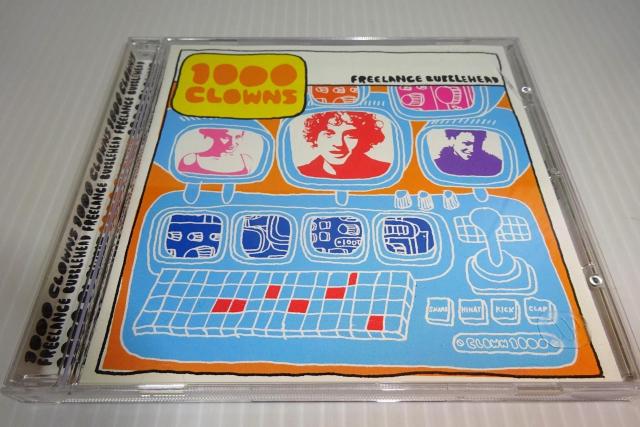 1000
CLOWNS
FREELANCE BUBBLEHEAD
1000 CLOWNS 1000 CLOWNS
FREELANCE BUBBLEHEAD FREELANCE BUBBLEHEAD
1000
SNARE HIHAT KICK CLAP
CLOWN 1000